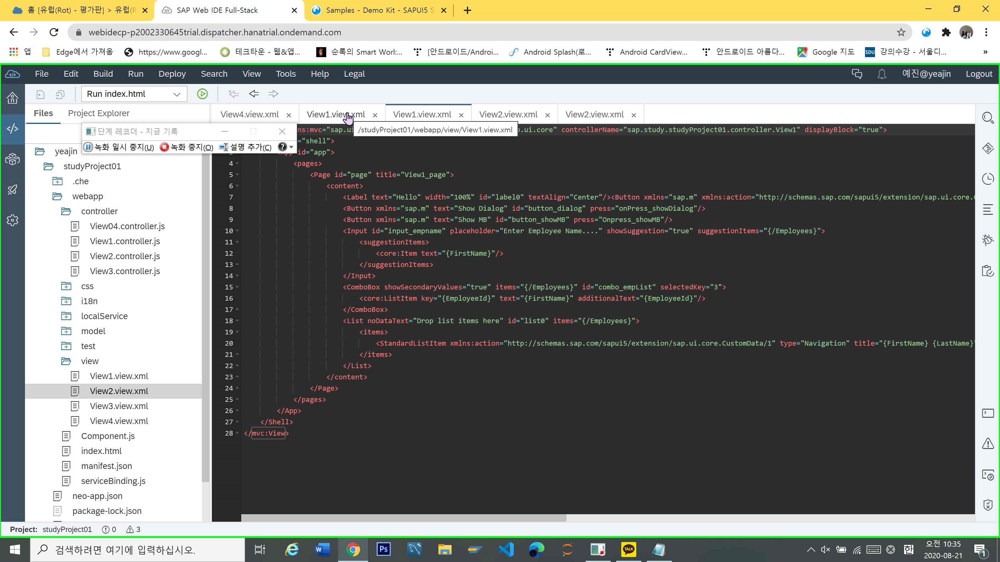 홈 [유럽(Rot) - 평가판] > 유럽(R
SAP Web IDE Full-Stack
Samples - Demo Kit - SAPUI5 S
webidecp-p2002330645trial.dispatcher.hanatrial.ondemand.com
앱
Edge에서 가져옴
https://www.googl...
테크타운 - 웹&앱...
순록의 Smart Worl:...
[안드로이드/Androi...
Android Splash(로...
Android CardView...
안드로이드 아름다...
Google 지도
SDU
강의수강 - 서울디...
»
File Edit Build Run Deploy Search View Tools Help Legal
예진@yeajin
Logout
Run index.html
Files
Project Explorer
View4.view.xml
View1.view.xml
View1.view.xml
View2.view.xml
View2.view.xml
/studyProject01/webapp/view/View1.view.xml
단계 레코더 - 지금 기록
녹화 일시 중지(U)
녹화 중지(O)
설명 추가(C)
yeajin
studyProject01
.che
webapp
controller
View04.controller.js
View1.controller.js
View2.controller.js
View3.controller.js
css
i18n
localService
model
test
view
View1.view.xml
View2.view.xml
View3.view.xml
View4.view.xml
Component.js
index.html
manifest.json
serviceBinding.js
neo-app.json
package-lock.json
ns:mvc="sap.ui .ui.core" controllerName="sap.study.studyProject01.controller.View1" displayBlock="true">
="shell">
id="app">
4 <pages>
5 <Page id="page" title="View1_page">
6 <content>
7 <Label text="Hello" width="100%" id="label0" textAlign="Center"/><Button xmlns="sap.m" xmlns:action="http://schemas.sap.com/sapui5/extension/sap.ui.core.
8 <Button xmlns="sap.m" text="Show Dialog" id="button_dialog" press="onPress_showDialog"/>
9 <Button xmlns="sap.m" text="Show MB" id="button_showMB" press="Onpress_showMB"/>
10 <Input id="input_empname" placeholder="Enter Employee Name...." showSuggestion="true" suggestionItems="{/Employees}">
11 <suggestionItems>
12 <core:Item text="{FirstName}"/>
13 </suggestionItems>
14 </Input>
15 <ComboBox showSecondaryValues="true" items="{/Employees}" id="combo_empList" selectedKey="3">
16 <core:ListItem key="{EmployeeId}" text="{FirstName}" additionalText="{EmployeeId}"/>
17 </ComboBox>
18 <List noDataText="Drop list items here" id="list0" items="{/Employees}">
19 <items>
20 <StandardListItem xmlns:action="http://schemas.sap.com/sapui5/extension/sap.ui.core.CustomData/1" type="Navigation" title="{FirstName} {LastName}"
21 </items>
22 </List>
23 </content>
24 </Page>
25 </pages>
26 </App>
27 </Shell>
28 </mvc:View>
Project: studyProject01 0 3
검색하려면 여기에 입력하십시오.
Ps
TALK
한
오전 10:35
2020-08-21
1